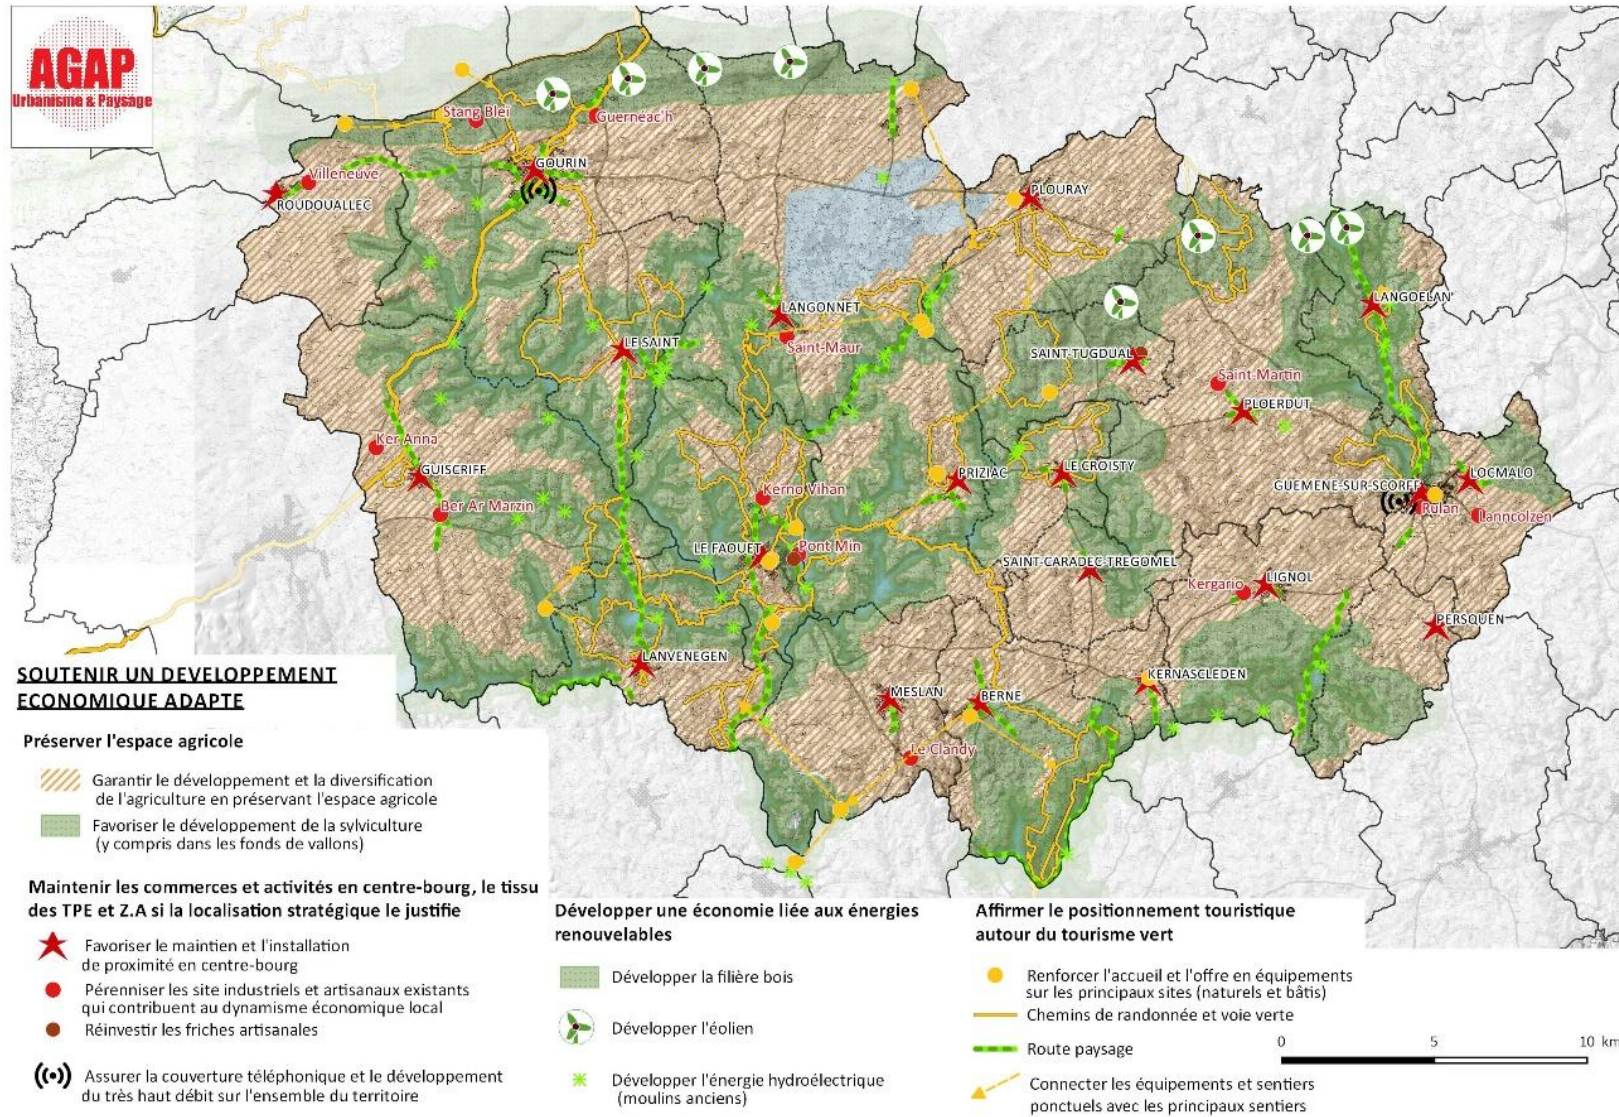 AGAP
Urbanisme & Paysage
Stang Bleï
Guerneac'h
GOURIN
Villeneuve
ROUDOUALLEC
PLOURAY
LANGONNET
Saint-Maur
LE SAINT
LANGOELAN
SAINT-TUGDUAL
Saint-Martin
PLOERDUT
Ker Anna
GUISCRIFF
Ber Ar Marzin
Kerno Vihan
PRIZIAC
LE CROISTY
LOCMALO
GUEMENE-SUR-SCORFF
Rulan
Lanncolzen
LE FAOUET
Pont Min
SAINT-CARADEC-TREGOMEL
Kergario
LIGNOL
PERSQUEN
LANVENEGEN
MESLAN
BERNE
KERNASCLEDEN
Le Clandy
SOUTENIR UN DEVELOPPEMENT
ECONOMIQUE ADAPTE
Préserver l'espace agricole
Garantir le développement et la diversification
de l'agriculture en préservant l'espace agricole
Favoriser le développement de la sylviculture
(y compris dans les fonds de vallons)
Maintenir les commerces et activités en centre-bourg, le tissu
des TPE et Z.A si la localisation stratégique le justifie
Favoriser le maintien et l'installation
de proximité en centre-bourg
Pérenniser les site industriels et artisanaux existants
qui contribuent au dynamisme économique local
Réinvestir les friches artisanales
Assurer la couverture téléphonique et le développement
du très haut débit sur l'ensemble du territoire
Développer une économie liée aux énergies
renouvelables
Développer la filière bois
Développer l'éolien
Développer l'énergie hydroélectrique
(moulins anciens)
Affirmer le positionnement touristique
autour du tourisme vert
Renforcer l'accueil et l'offre en équipements
sur les principaux sites (naturels et bâtis)
Chemins de randonnée et voie verte
Route paysage
Connecter les équipements et sentiers
ponctuels avec les principaux sentiers
0 5 10 km